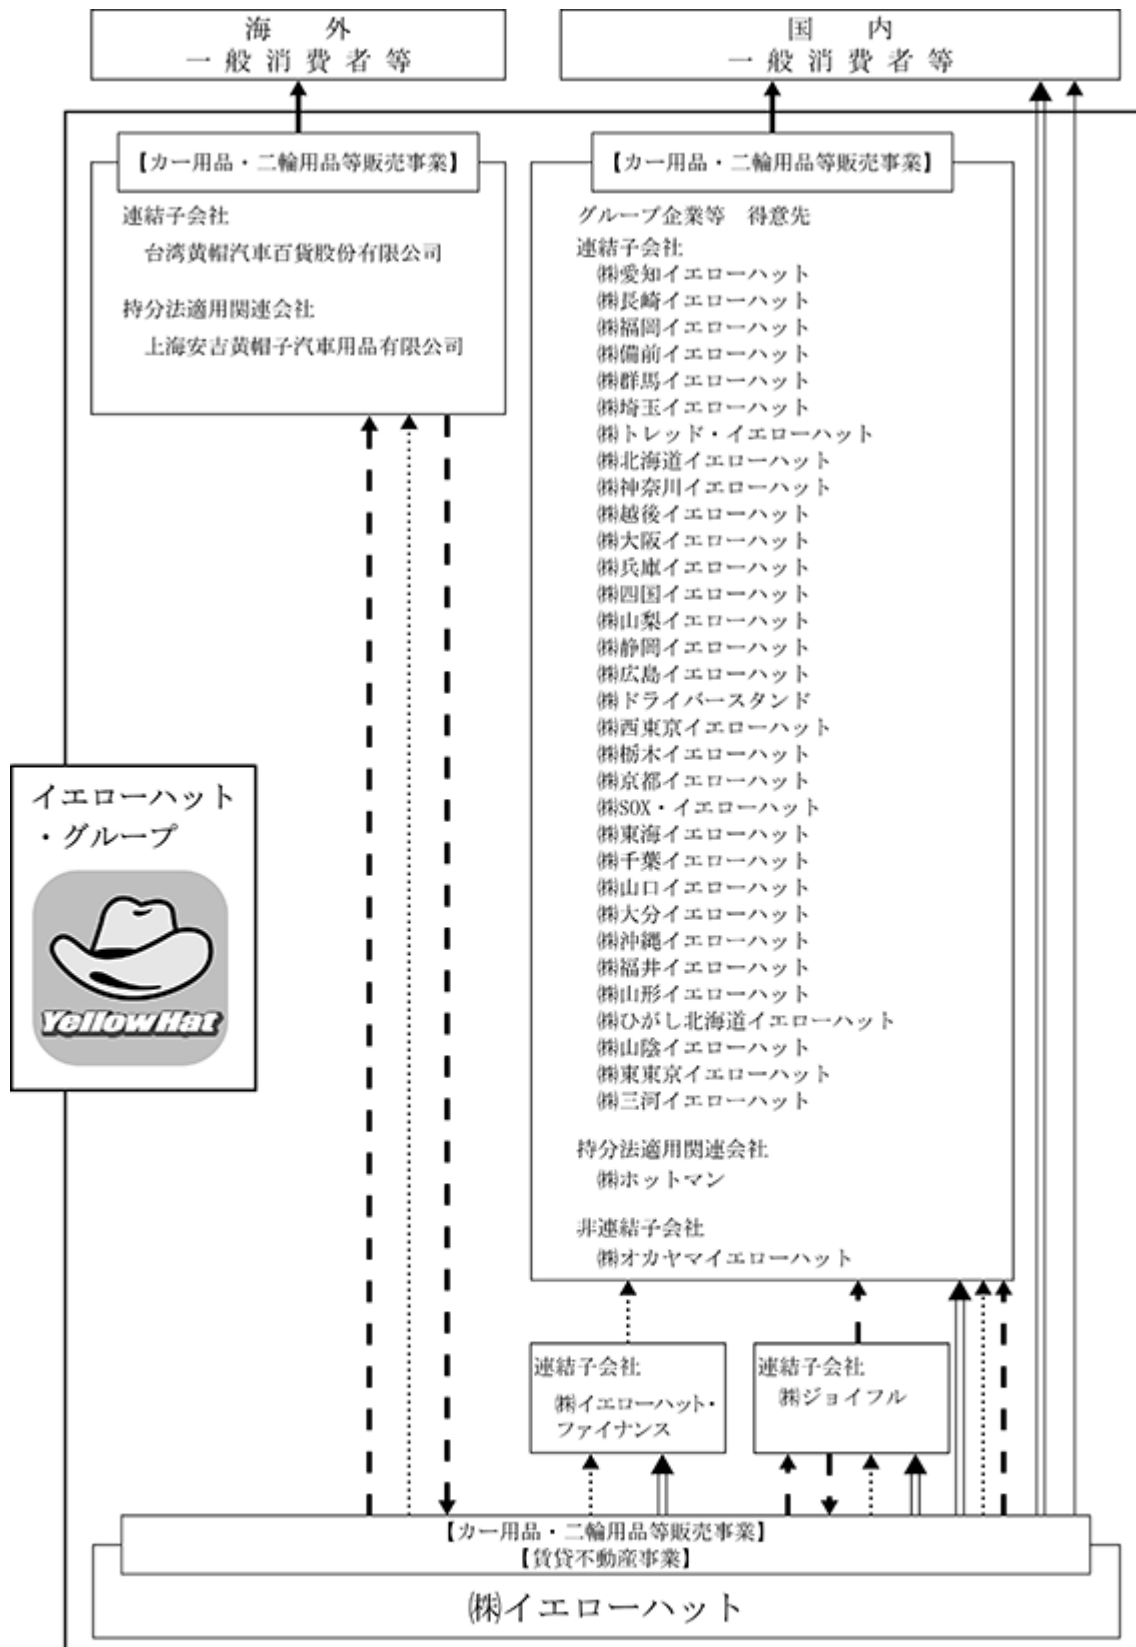 海　外
一般消費者等
国　内
一般消費者等
【カー用品・二輪用品等販売事業】
連結子会社
台湾黄帽汽車百貨股份有限公司
持分法適用関連会社
上海安吉黄帽子汽車用品有限公司
【カー用品・二輪用品等販売事業】
グループ企業等　得意先
連結子会社
㈱愛知イエローハット
㈱長崎イエローハット
㈱福岡イエローハット
㈱備前イエローハット
㈱群馬イエローハット
㈱埼玉イエローハット
㈱トレッド・イエローハット
㈱北海道イエローハット
㈱神奈川イエローハット
㈱越後イエローハット
㈱大阪イエローハット
㈱兵庫イエローハット
㈱四国イエローハット
㈱山梨イエローハット
㈱静岡イエローハット
㈱広島イエローハット
㈱ドライバースタンド
㈱西東京イエローハット
㈱栃木イエローハット
㈱京都イエローハット
㈱SOX・イエローハット
㈱東海イエローハット
㈱千葉イエローハット
㈱山口イエローハット
㈱大分イエローハット
㈱沖縄イエローハット
㈱福井イエローハット
㈱山形イエローハット
㈱ひがし北海道イエローハット
㈱山陰イエローハット
㈱東東京イエローハット
㈱三河イエローハット
持分法適用関連会社
㈱ホットマン
非連結子会社
㈱オカヤマイエローハット
イエローハット
・グループ
YellowHat
連結子会社
㈱イエローハット・
ファイナンス
連結子会社
㈱ジョイフル
【カー用品・二輪用品等販売事業】
【賃貸不動産事業】
㈱イエローハット